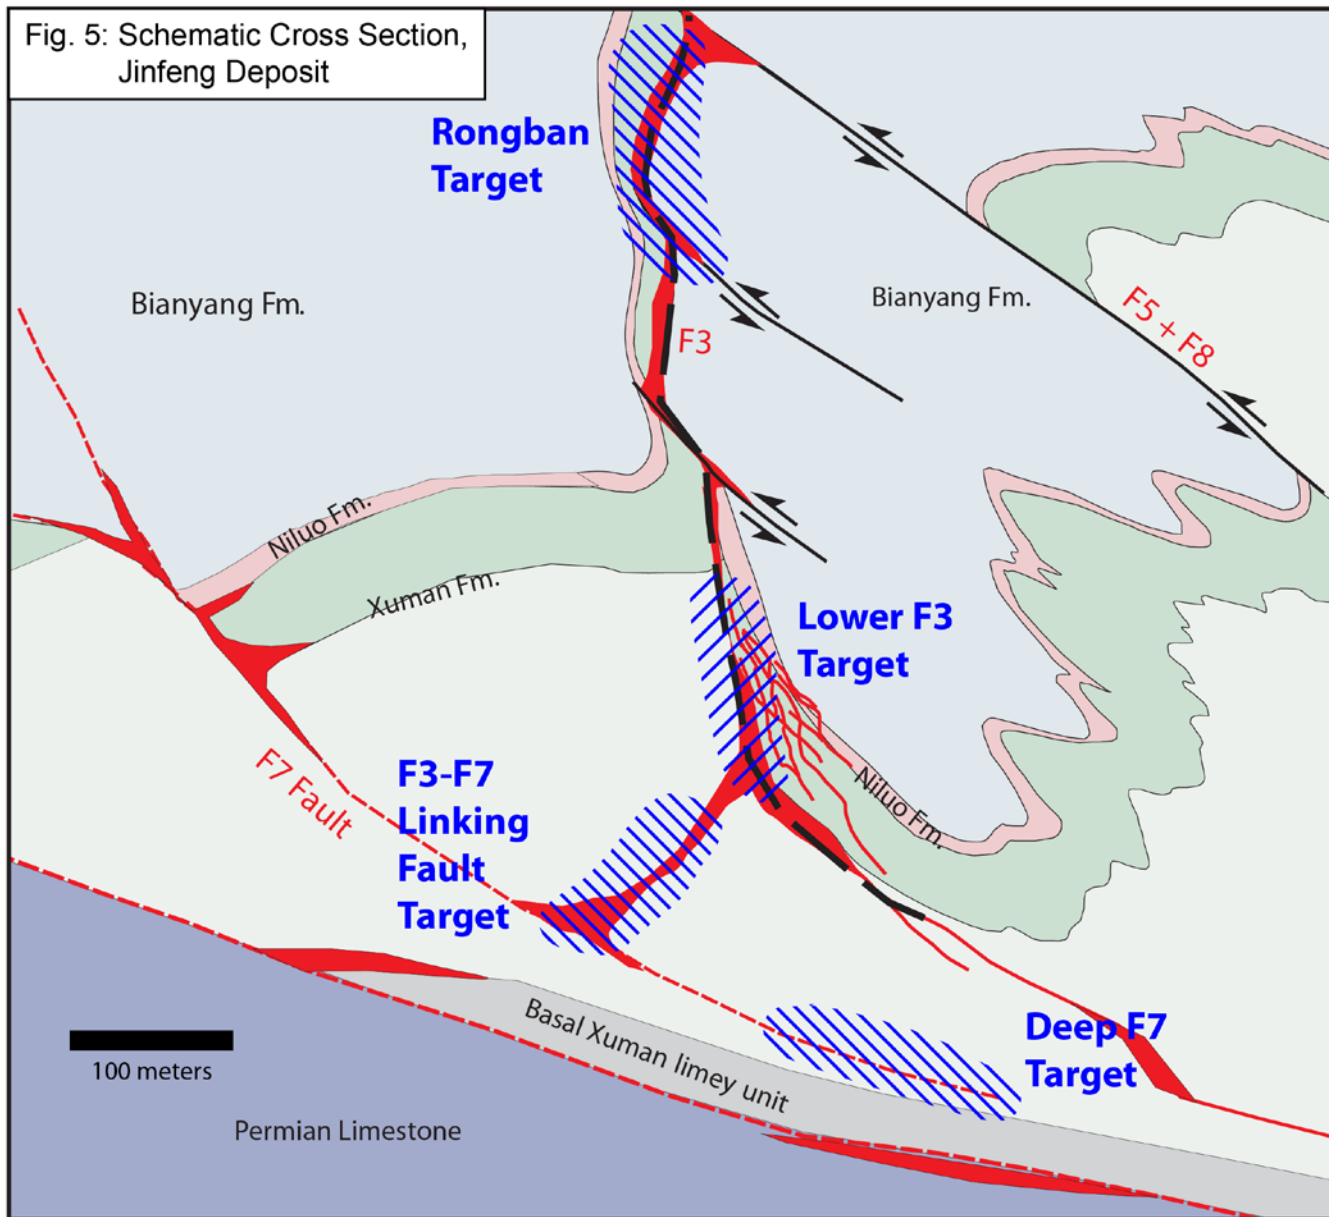 Fig. 5: Schematic Cross Section,
Jinfeng Deposit
Rongban
Target
Bianyang Fm.
Bianyang Fm.
F3
F5 + F8
Niluo Fm.
Xuman Fm.
Lower F3
Target
F7 Fault
F3-F7
Linking
Fault
Target
Niluo Fm.
Basal Xuman limey unit
Deep F7
Target
100 meters
Permian Limestone